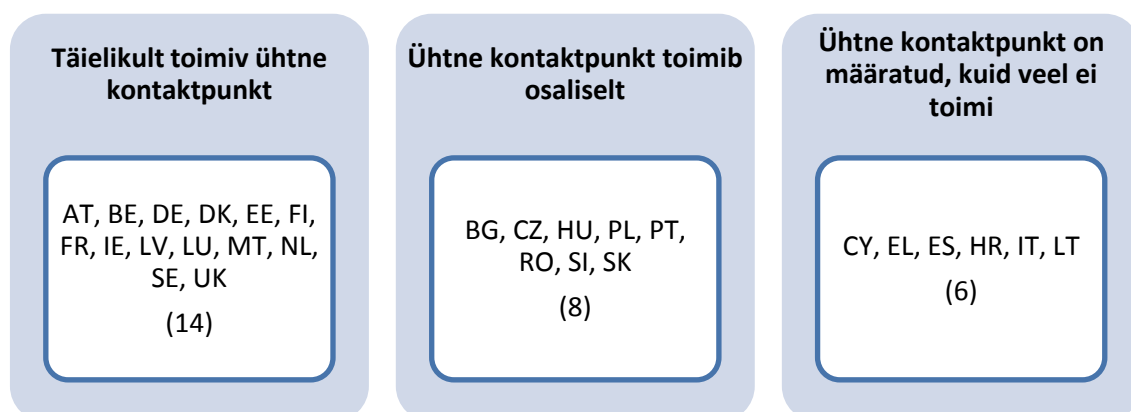 Täielikult toimiv ühtne
kontaktpunkt
AT, BE, DE, DK, EE, FI,
FR, IE, LV, LU, MT, NL,
SE, UK
(14)
Ühtne kontaktpunkt toimib
osaliselt
BG, CZ, HU, PL, PT,
RO, SI, SK
(8)
Ühtne kontaktpunkt on
määratud, kuid veel ei
toimi
CY, EL, ES, HR, IT, LT
(6)